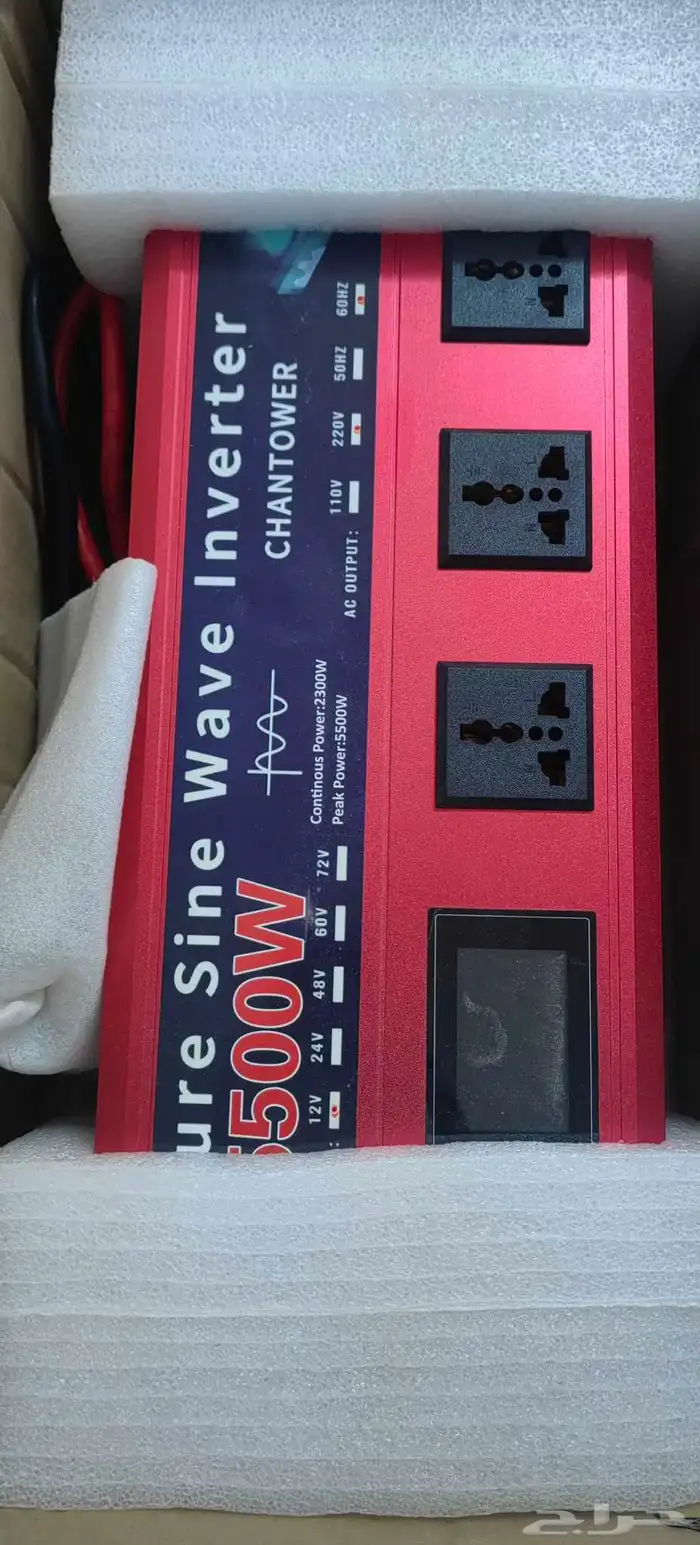 ure Sine Wave Inverter
CHANTOWER
5500W
Continous Power:2300W
Peak Power:5500W
: 12V 24V 48V 60V 72V
AC OUTPUT: 110V 220V 50HZ 60HZ
حراج